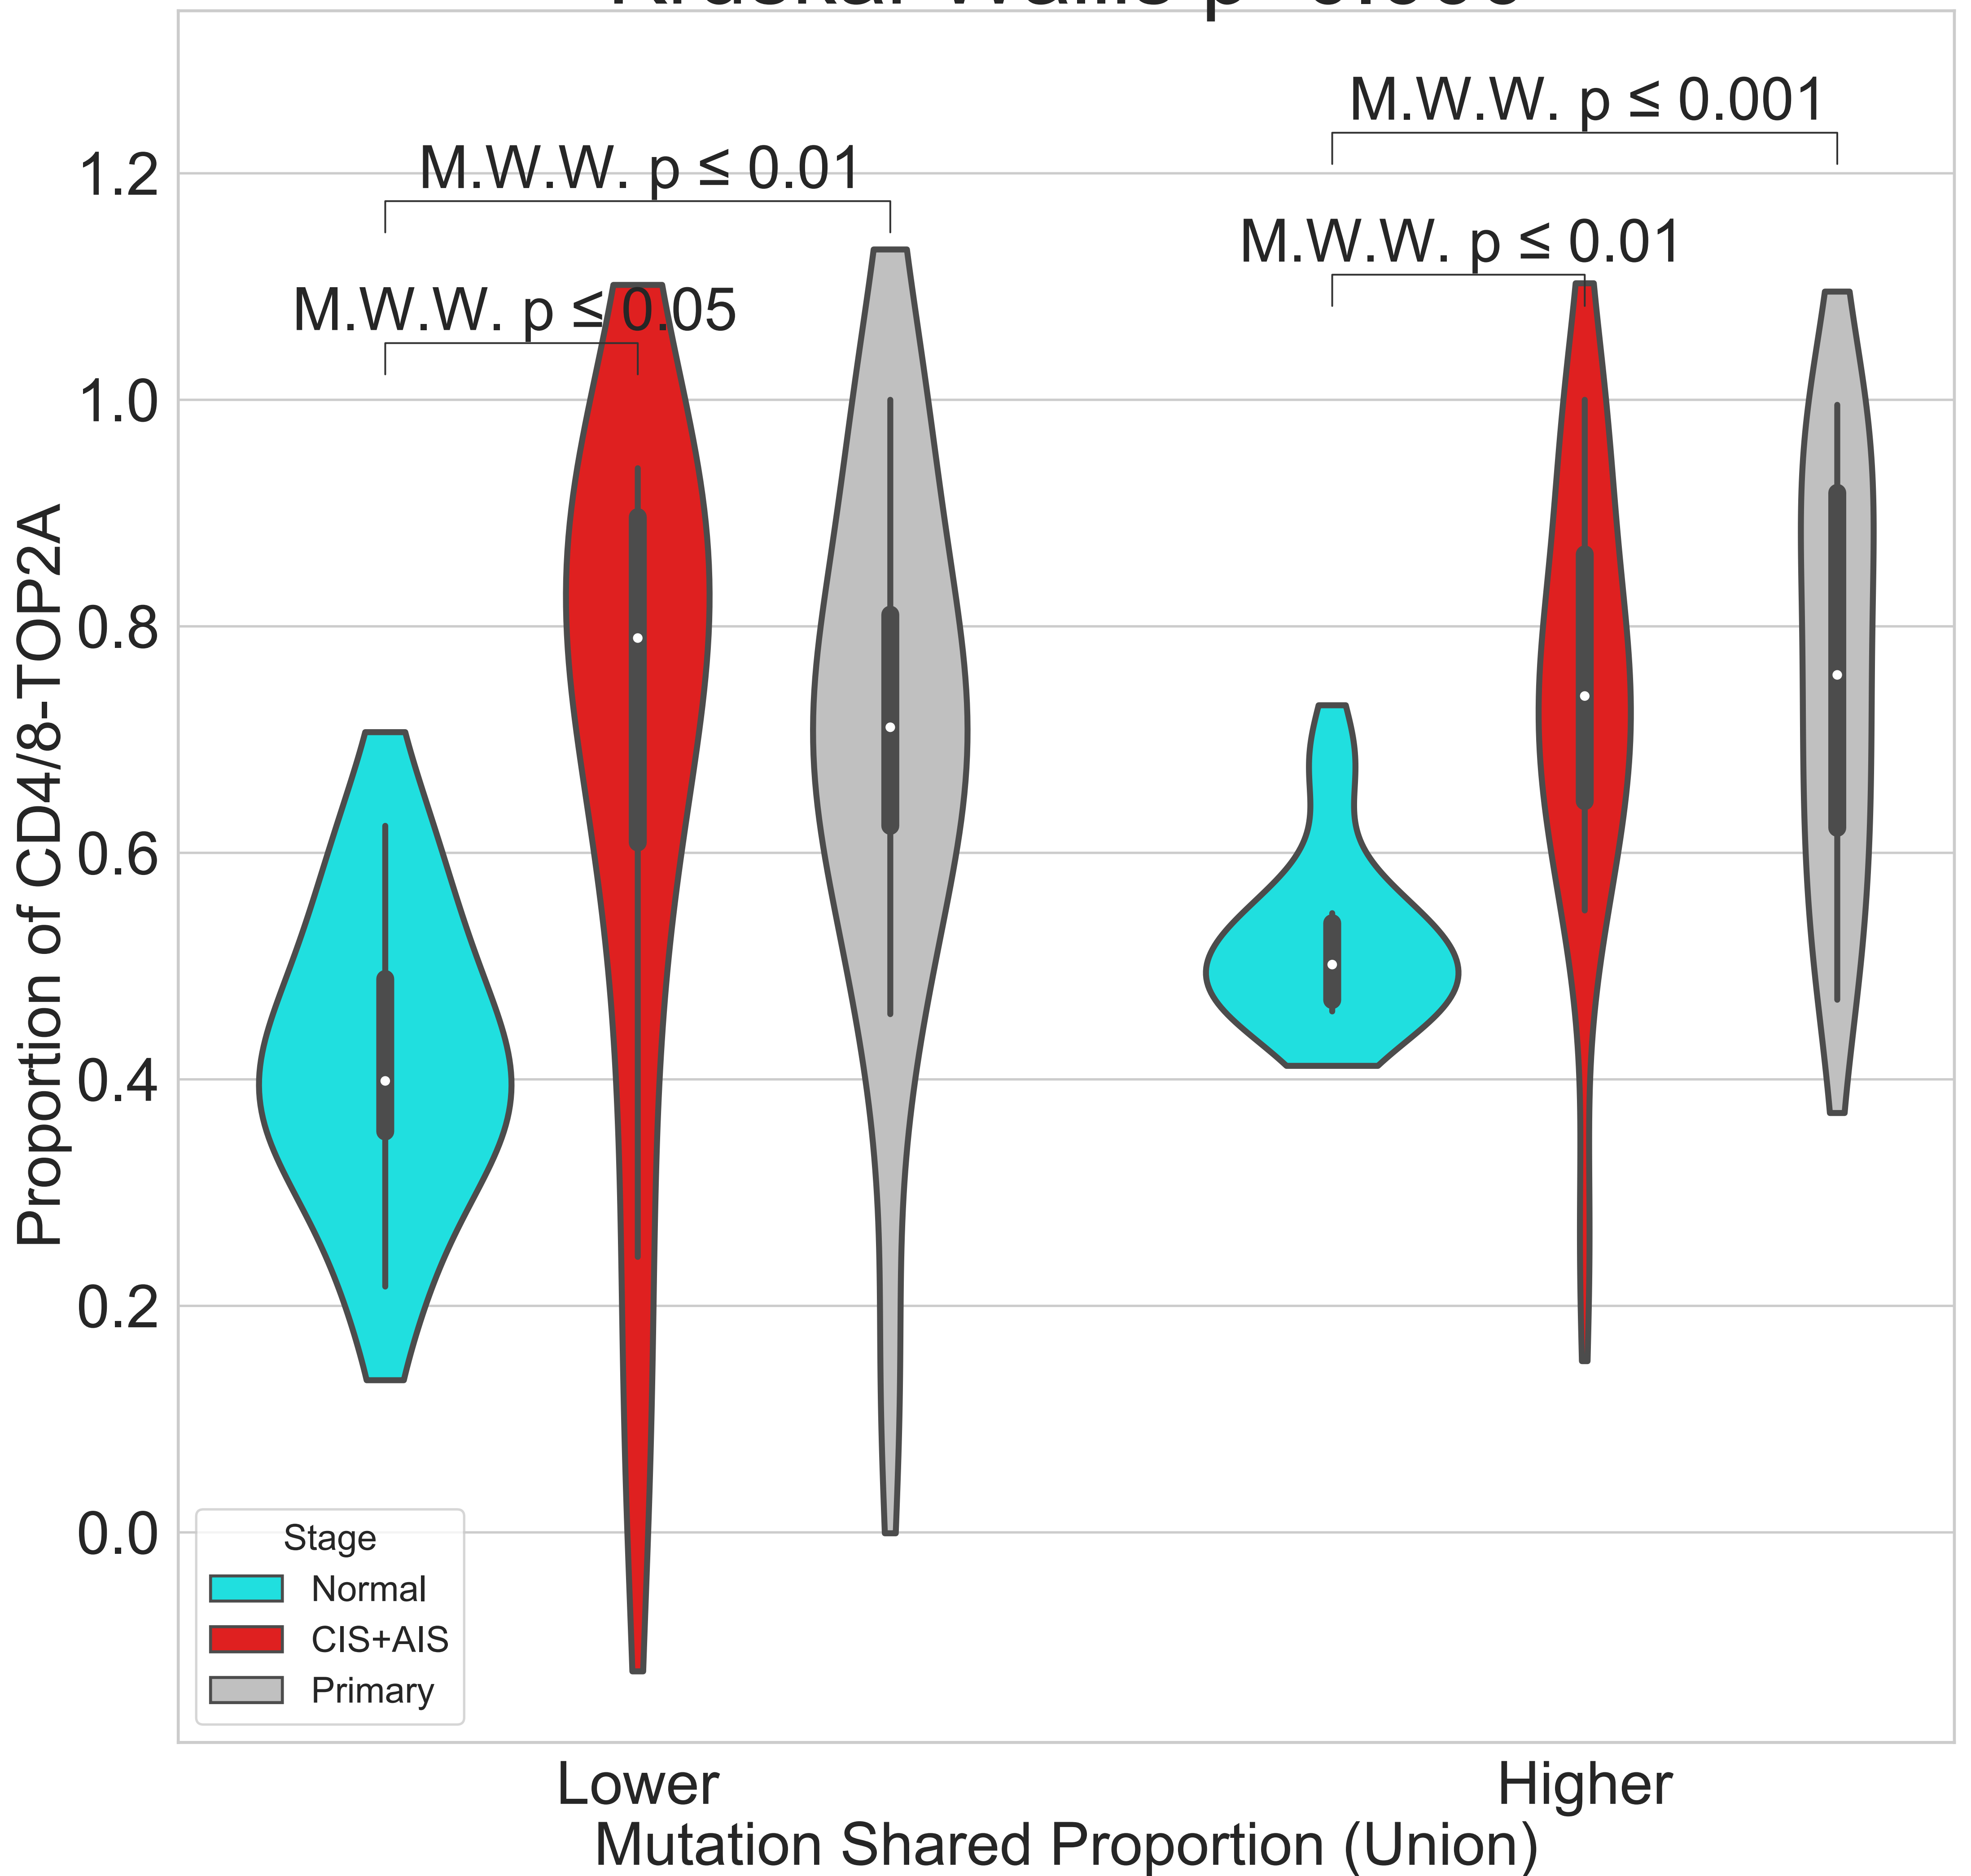 M.W.W. p ≤ 0.001
M.W.W. p ≤ 0.01
M.W.W. p ≤ 0.01
M.W.W. p ≤ 0.05
1.2
1.0
0.8
0.6
0.4
0.2
0.0
Proportion of CD4/8-TOP2A
Stage
Normal
CIS+AIS
Primary
Lower
Higher
Mutation Shared Proportion (Union)